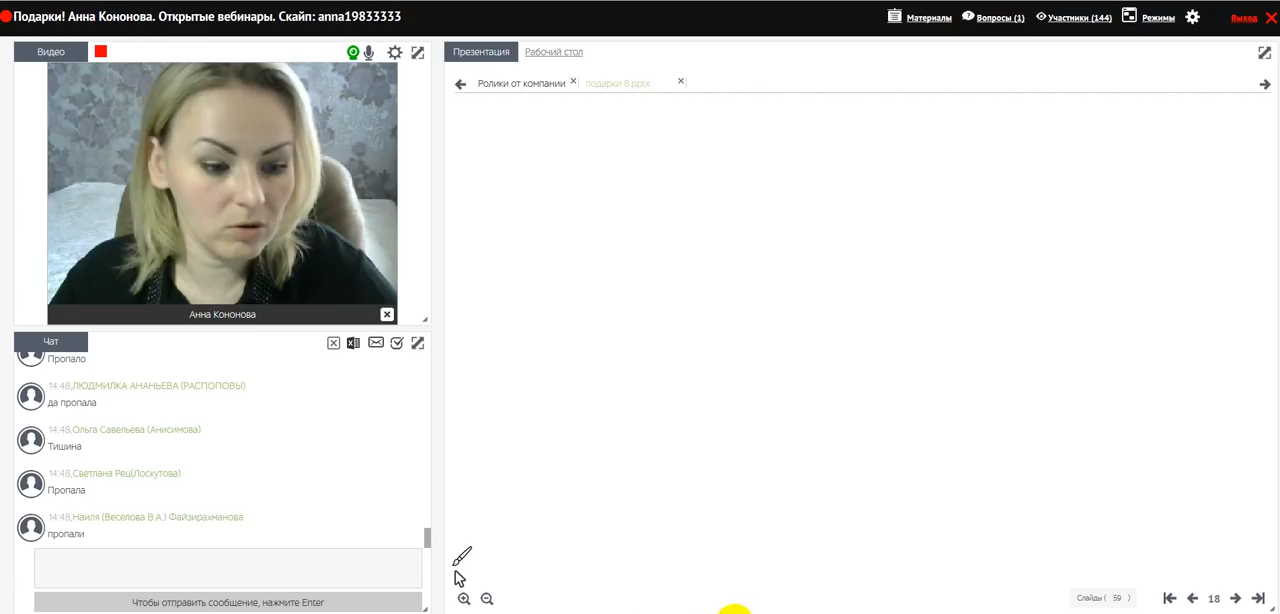 Подарки! Анна Кононова. Открытые вебинары. Скайп: anna19833333
Материалы
Вопросы (1)
Участники (144)
Режимы
Выход
Видео
Презентация
Рабочий стол
Ролики от компании
подарки 8.pptx
Анна Кононова
Чат
Пропало
14:48,ЛЮДМИЛКА АНАНЬЕВА (РАСПОПОВЫ)
да пропала
14:48,Ольга Савельева (Анисимова)
Тишина
14:48,Светлана Рец(Лоскутова)
Пропала
14:48,Наиля (Веселова В.А.) Файзирахманова
пропали
Чтобы отправить сообщение, нажмите Enter
Слайды ( 59 )
18